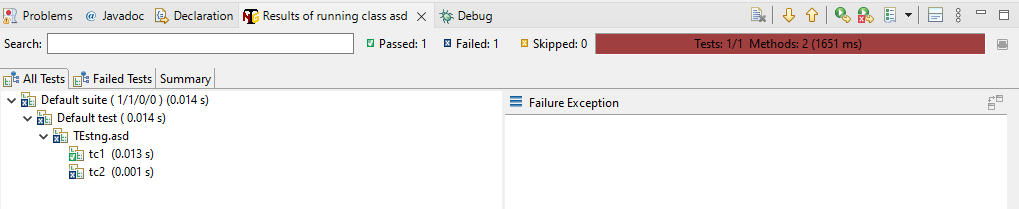 Problems @ Javadoc Declaration Results of running class asd Debug
Search: Passed: 1 Failed: 1 Skipped: 0 Tests: 1/1 Methods: 2 (1651 ms)
All Tests Failed Tests Summary
Default suite ( 1/1/0/0 ) (0.014 s)
Failure Exception
Default test ( 0.014 s)
TEstng.asd
tc1 (0.013 s)
tc2 (0.001 s)